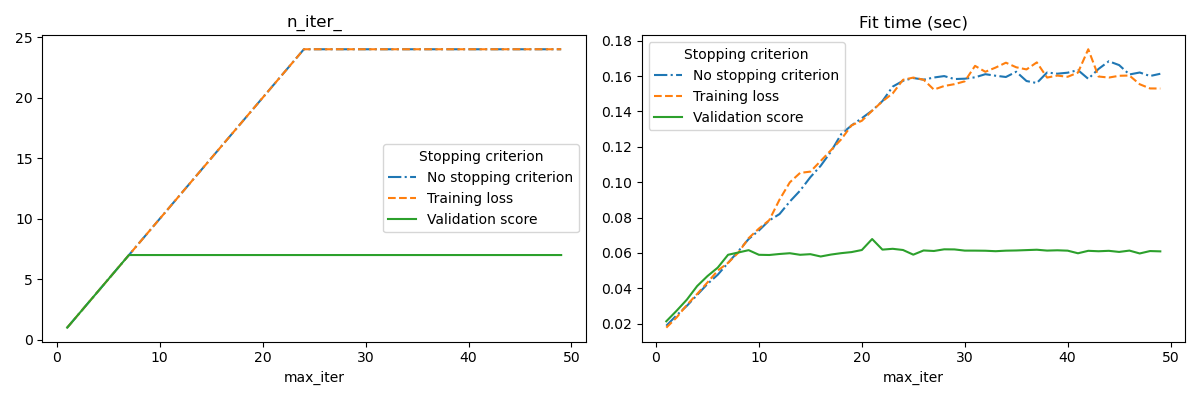 n_iter_
25
20
15
10
5
0
Stopping criterion
No stopping criterion
Training loss
Validation score
0
10
20
30
40
50
max_iter
Fit time (sec)
0.18
0.16
0.14
0.12
0.10
0.08
0.06
0.04
0.02
Stopping criterion
No stopping criterion
Training loss
Validation score
0
10
20
30
40
50
max_iter